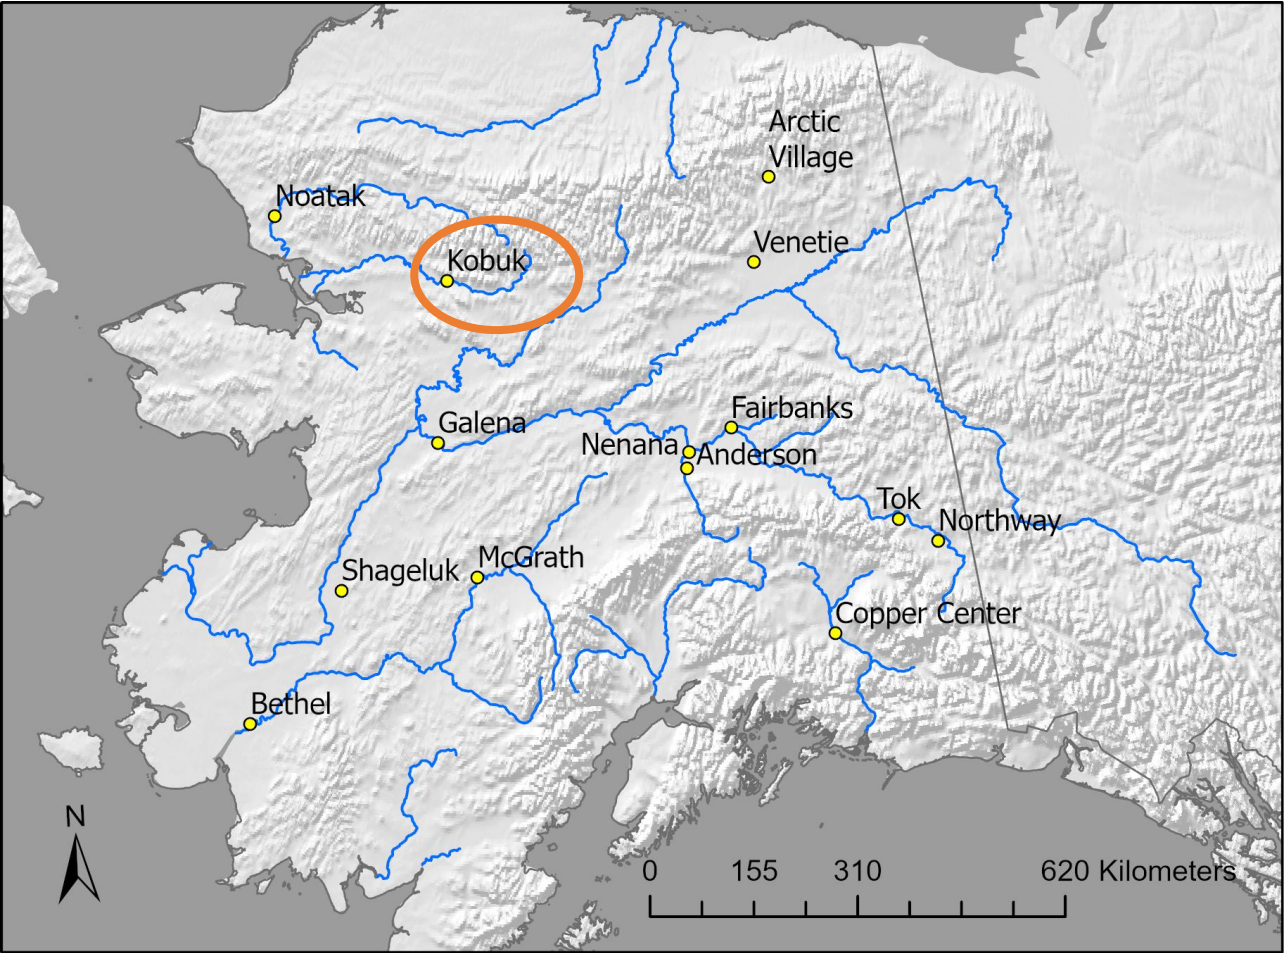 Arctic
Village
Noatak
Venetie
Kobuk
Fairbanks
Galena
Nenana
Anderson
Tok
Northway
McGrath
Shageluk
Copper Center
Bethel
N
0 155 310 620 Kilometers